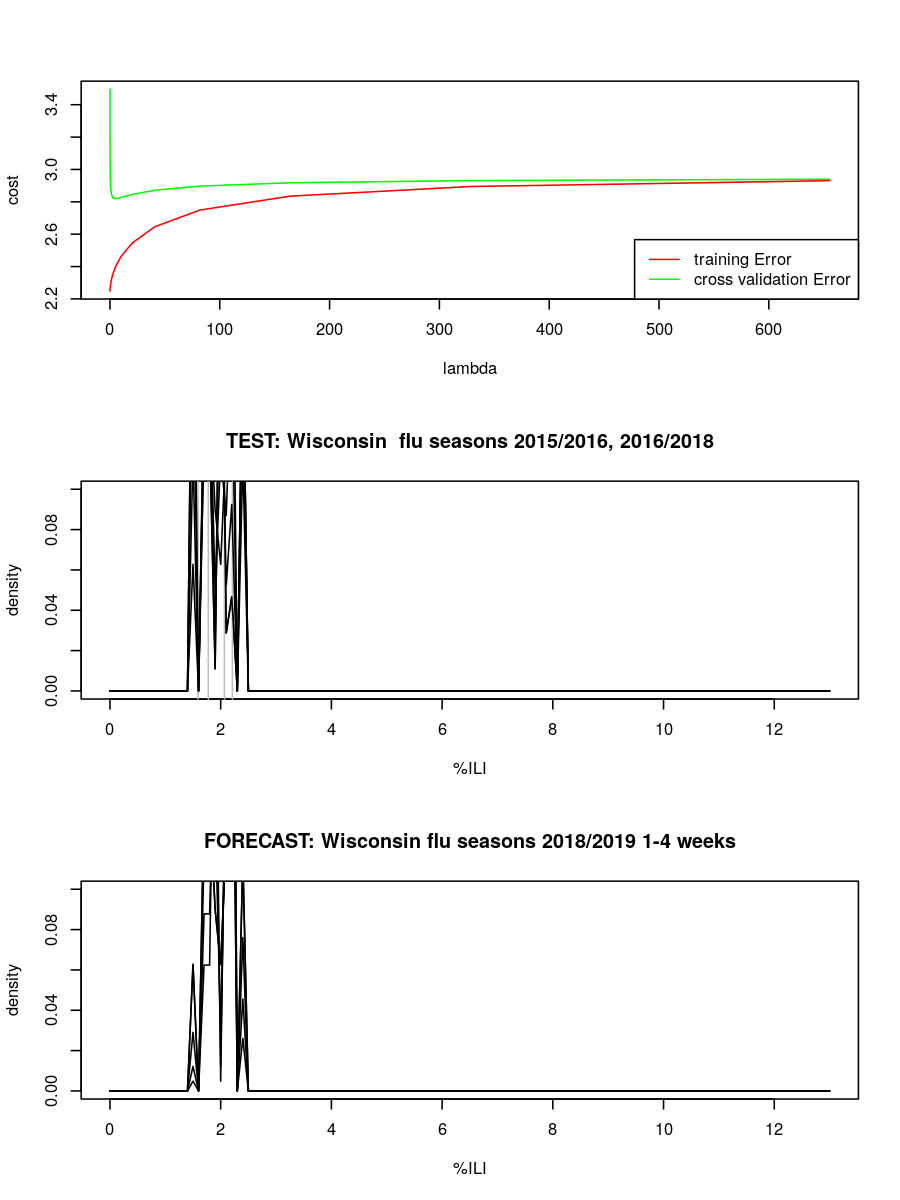 3.4
3.0
2.6
2.2
cost
training Error
cross validation Error
0 100 200 300 400 500 600
lambda
TEST: Wisconsin  flu seasons 2015/2016, 2016/2018
0.08
0.04
0.00
density
0 2 4 6 8 10 12
%ILI
FORECAST: Wisconsin flu seasons 2018/2019 1-4 weeks
0.08
0.04
0.00
density
0 2 4 6 8 10 12
%ILI